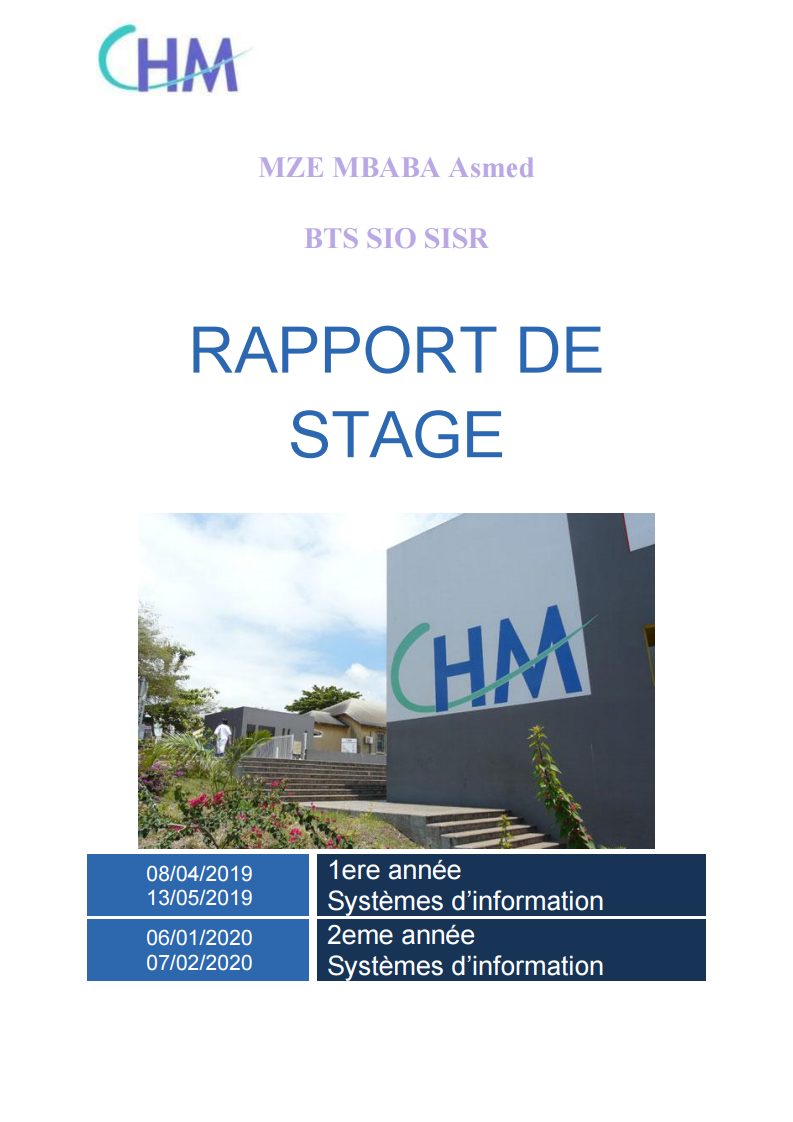 CHM
MZE MBABA Asmed
BTS SIO SISR
RAPPORT DE
STAGE
CHM
08/04/2019
13/05/2019
1ere année
Systèmes d'information
06/01/2020
07/02/2020
2eme année
Systèmes d'information